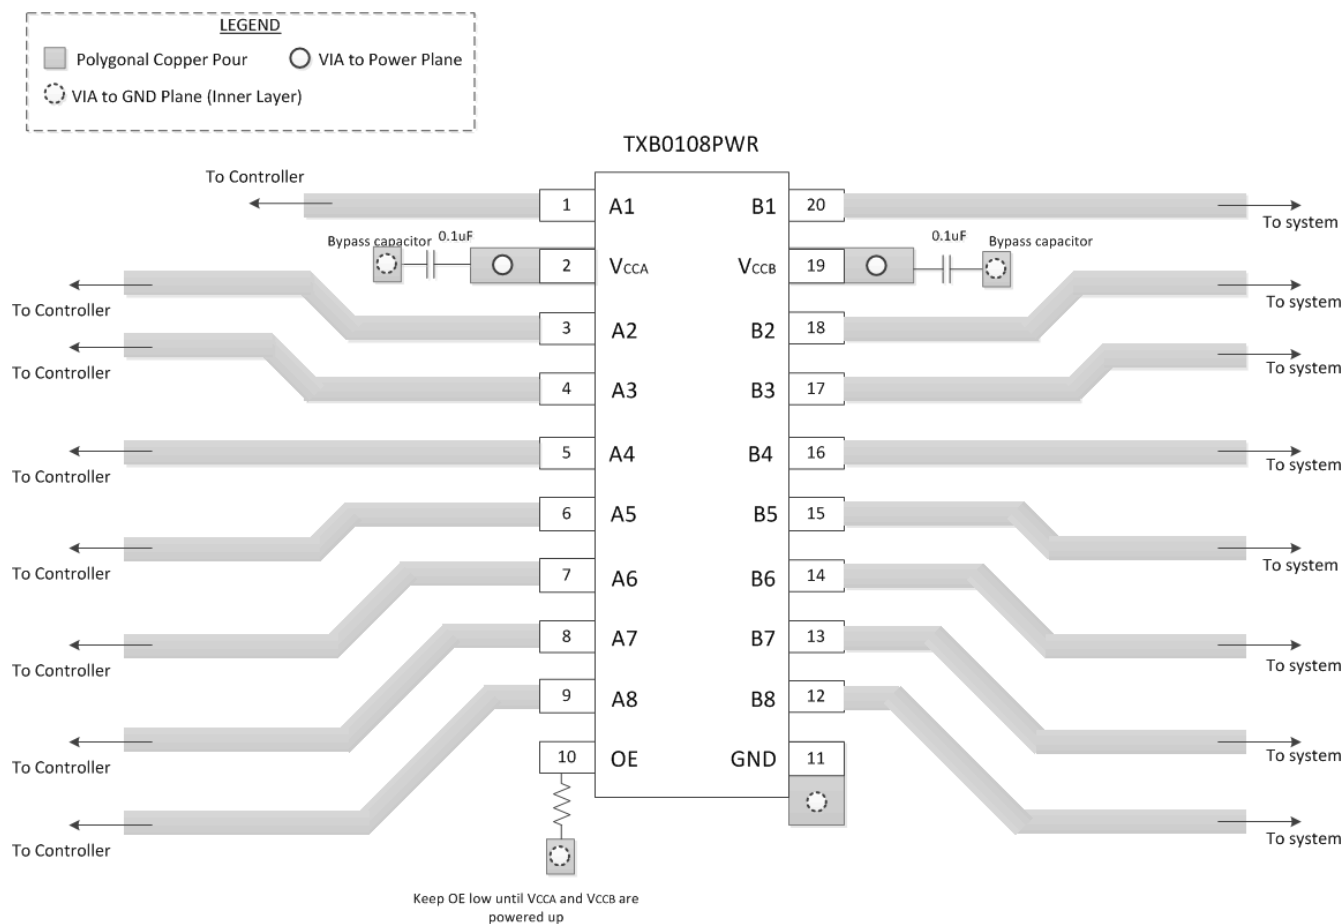 LEGEND
Polygonal Copper Pour
VIA to Power Plane
VIA to GND Plane (Inner Layer)
TXB0108PWR
To Controller
1 A1 B1 20
To system
Bypass capacitor 0.1uF
2 VCCA VCCB 19
0.1uF Bypass capacitor
To Controller
3 A2 B2 18
To system
To Controller
4 A3 B3 17
To system
5 A4 B4 16
To Controller
To system
6 A5 B5 15
To Controller
To system
7 A6 B6 14
To Controller
To system
8 A7 B7 13
To Controller
To system
9 A8 B8 12
To Controller
To system
10 OE GND 11
Keep OE low until VCCA and VCCB are
powered up